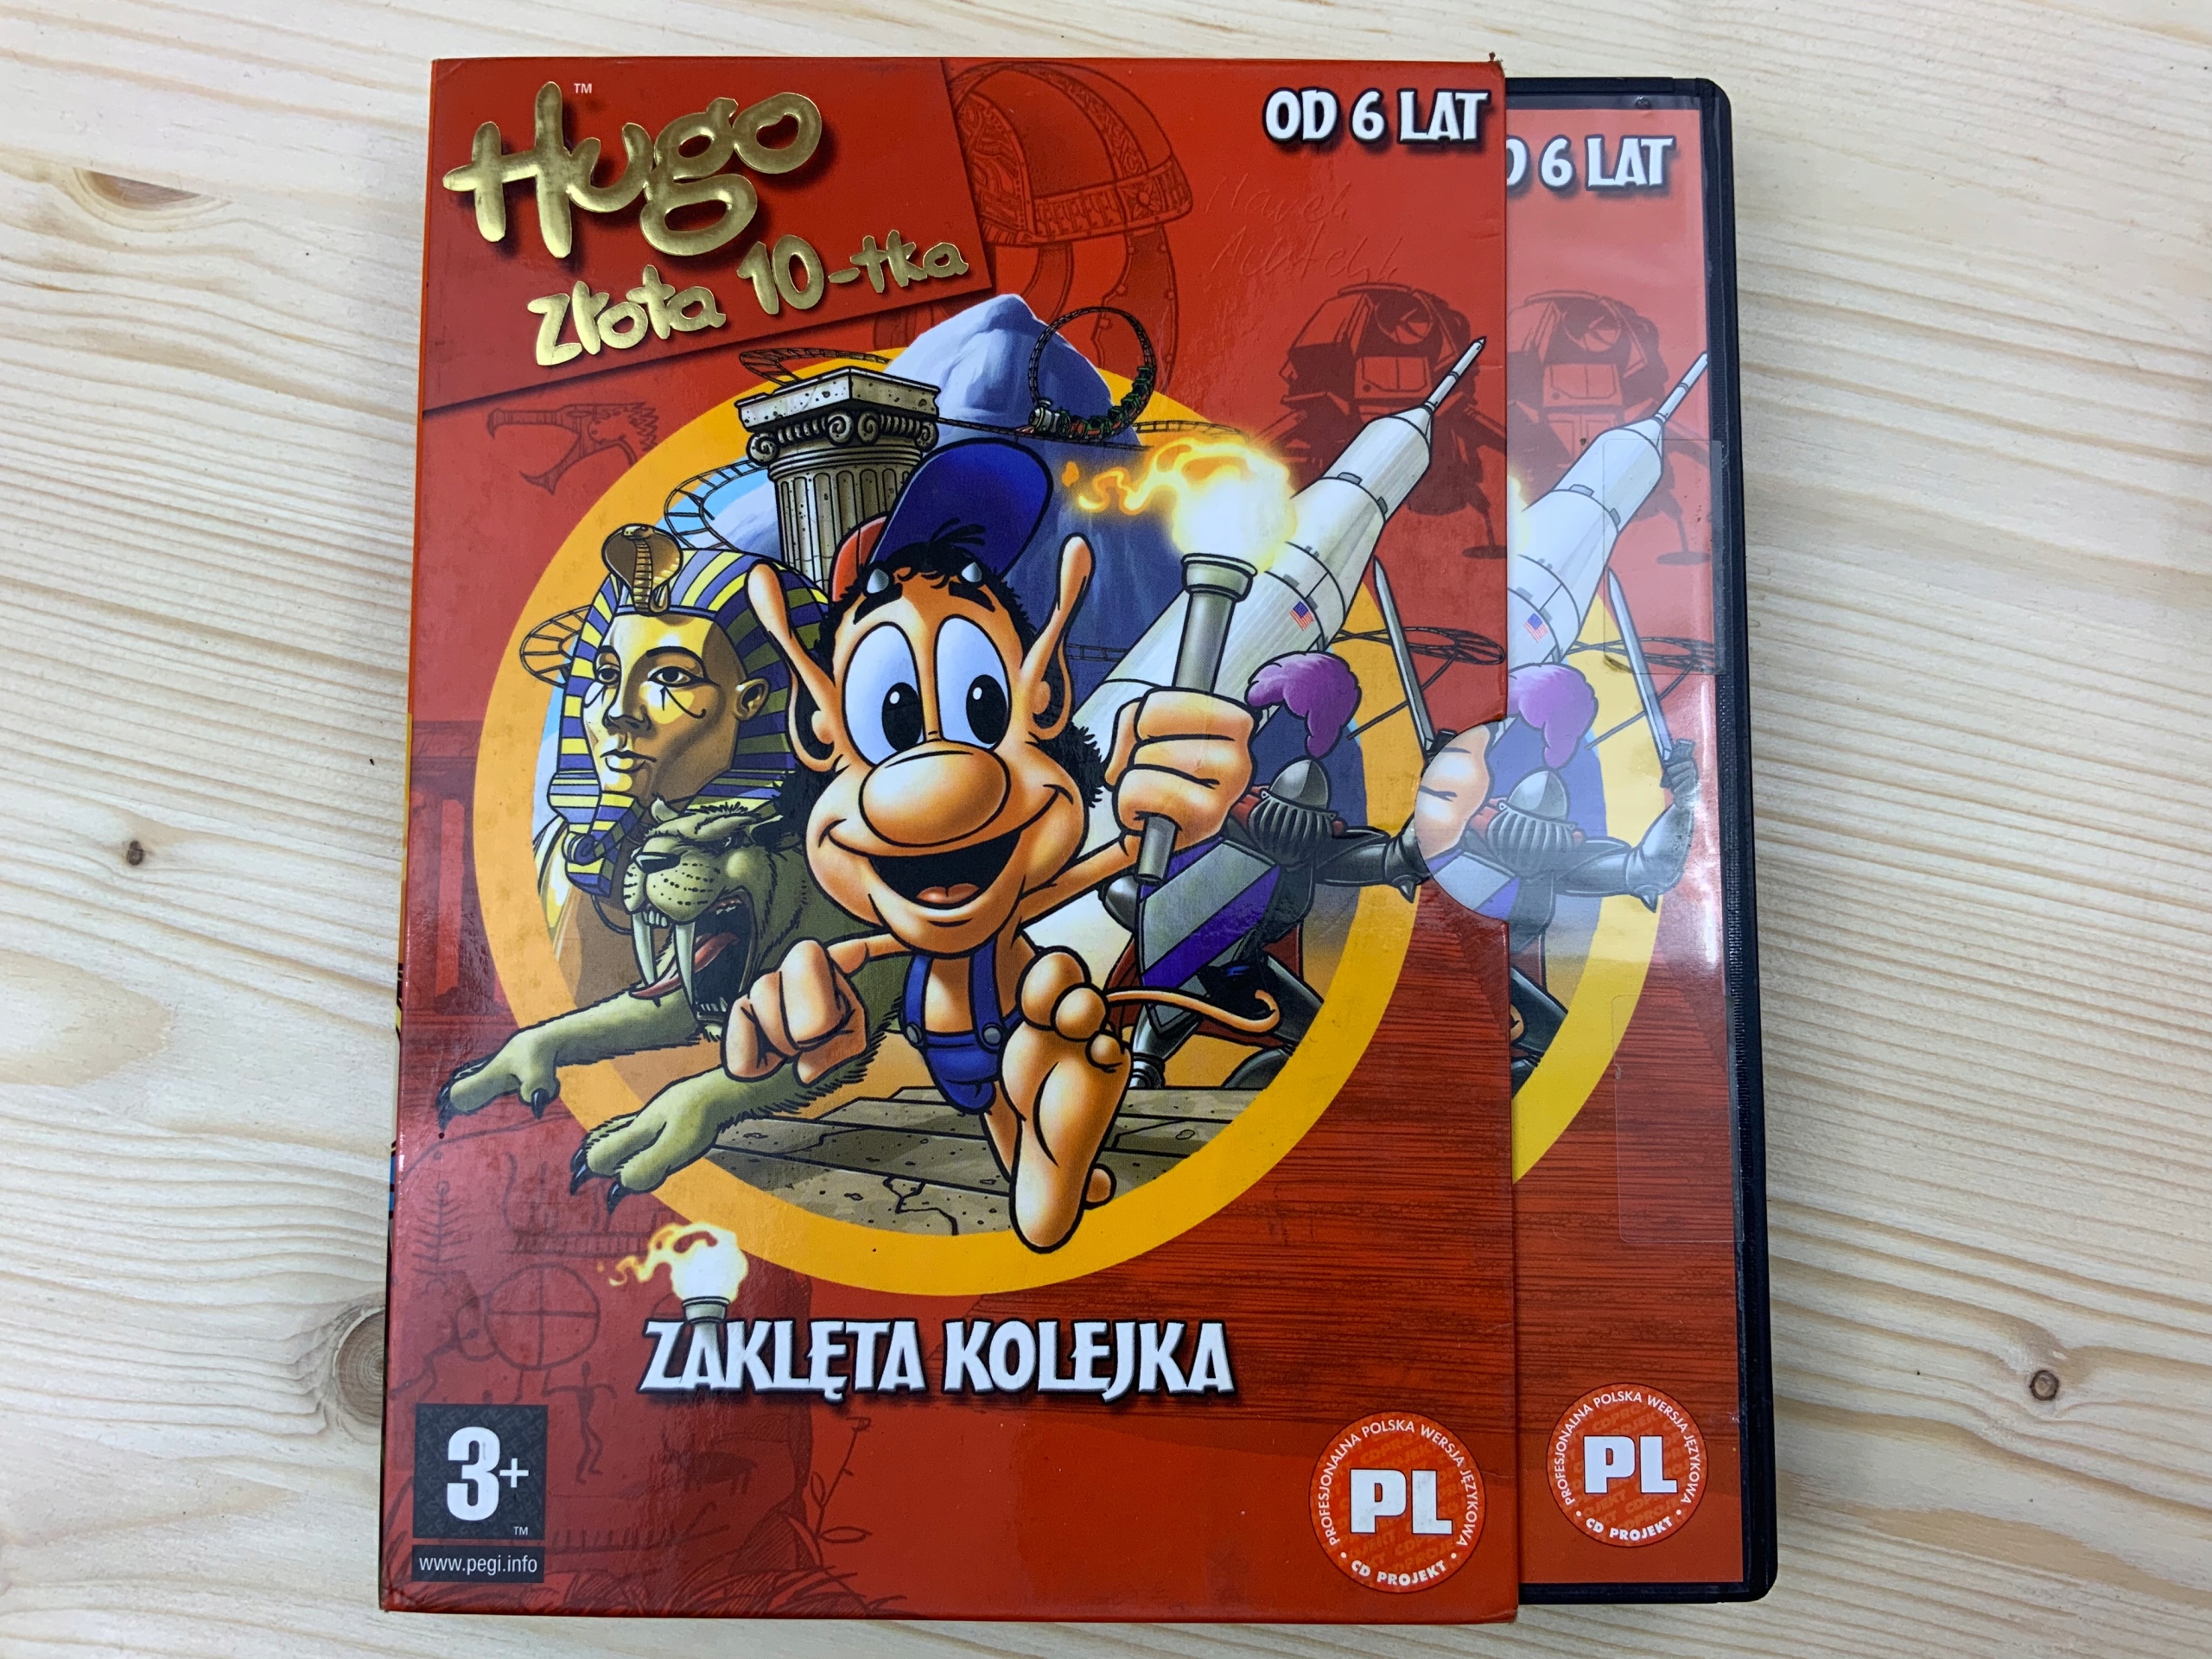 Hugo™
Złota 10-tka
OD 6 LAT
6 LAT
ZAKLĘTA KOLEJKA
3+™
www.pegi.info
PROFESJONALNA POLSKA WERSJA JĘZYKOWA
PL
• CD PROJEKT •
PROFESJONALNA POLSKA WERSJA JĘZYKOWA
PL
• CD PROJEKT •